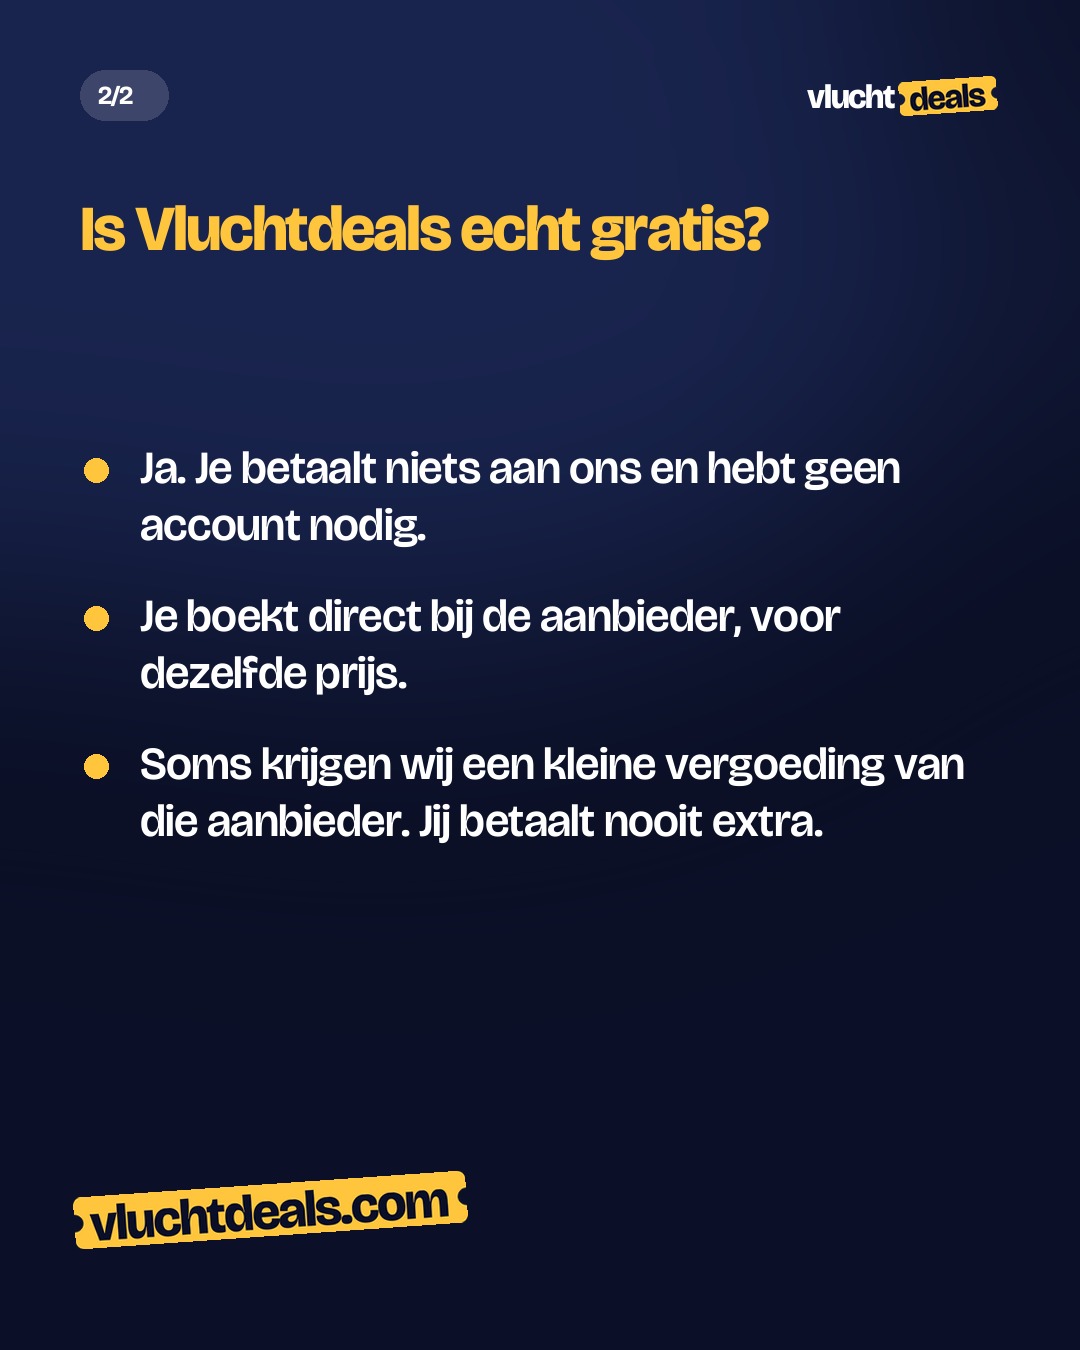 2/2
vlucht deals
Is Vluchtdeals echt gratis?
Ja. Je betaalt niets aan ons en hebt geen
account nodig.
Je boekt direct bij de aanbieder, voor
dezelfde prijs.
Soms krijgen wij een kleine vergoeding van
die aanbieder. Jij betaalt nooit extra.
vluchtdeals.com